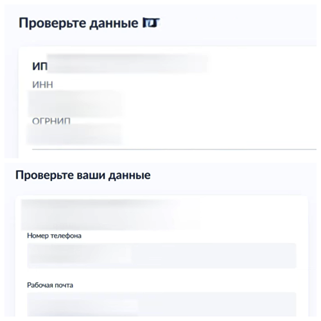 Проверьте данные
ИП
ИНН
ОГРНИП
Проверьте ваши данные
Номер телефона
Рабочая почта